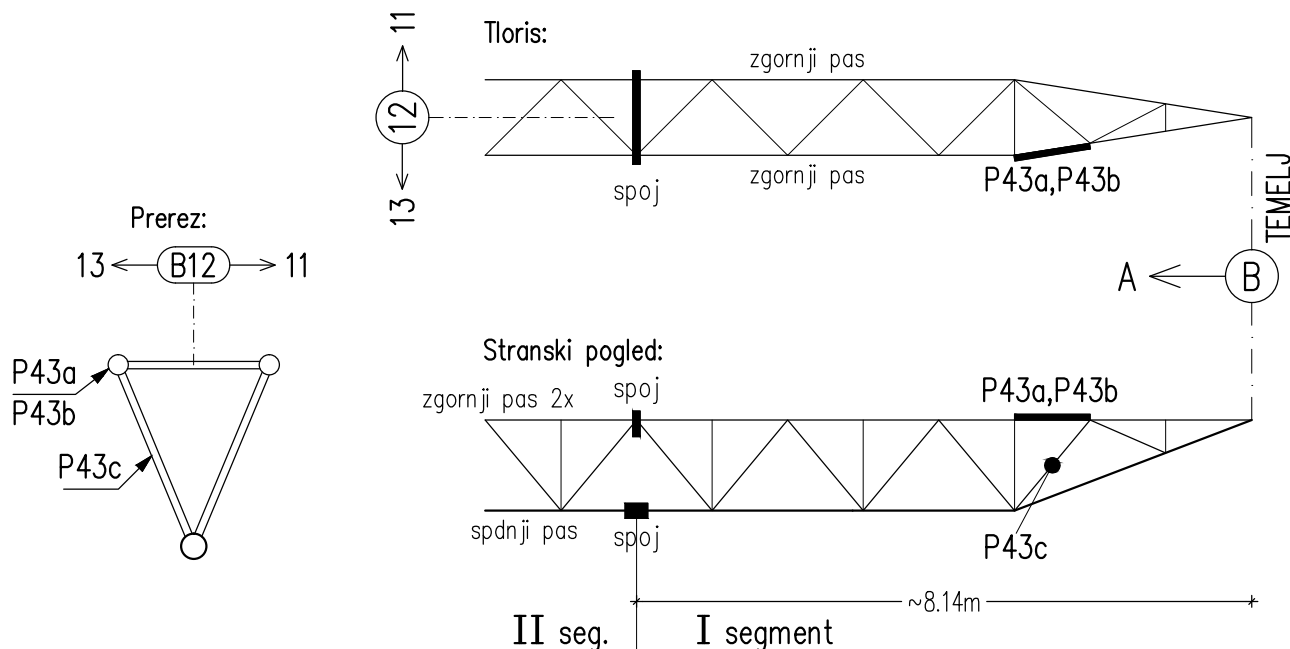 Tloris:
11
12
13
zgornji pas
zgornji pas
spoj
P43a,P43b
TEMELJ
A
B
Prerez:
13
B12
11
P43a
P43b
P43c
Stranski pogled:
spoj
zgornji pas 2x
P43a,P43b
spdnji pas
spoj
P43c
~8.14m
II seg.
I segment